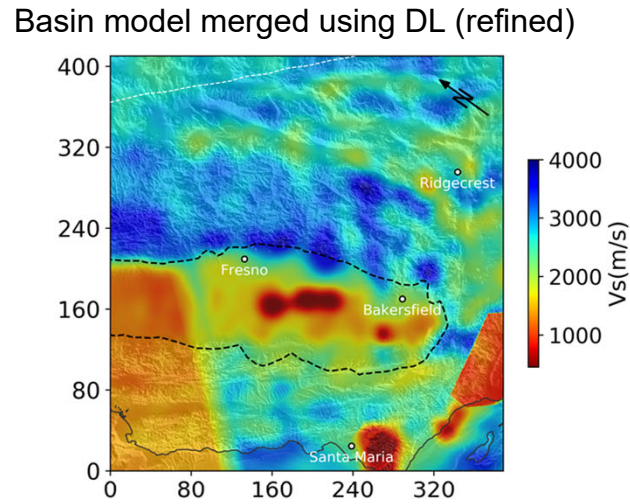 Basin model merged using DL (refined)
400
320
240
160
80
0
0
80
160
240
320
N
Ridgecrest
Fresno
Bakersfield
Santa Maria
4000
3000
2000
1000
Vs(m/s)